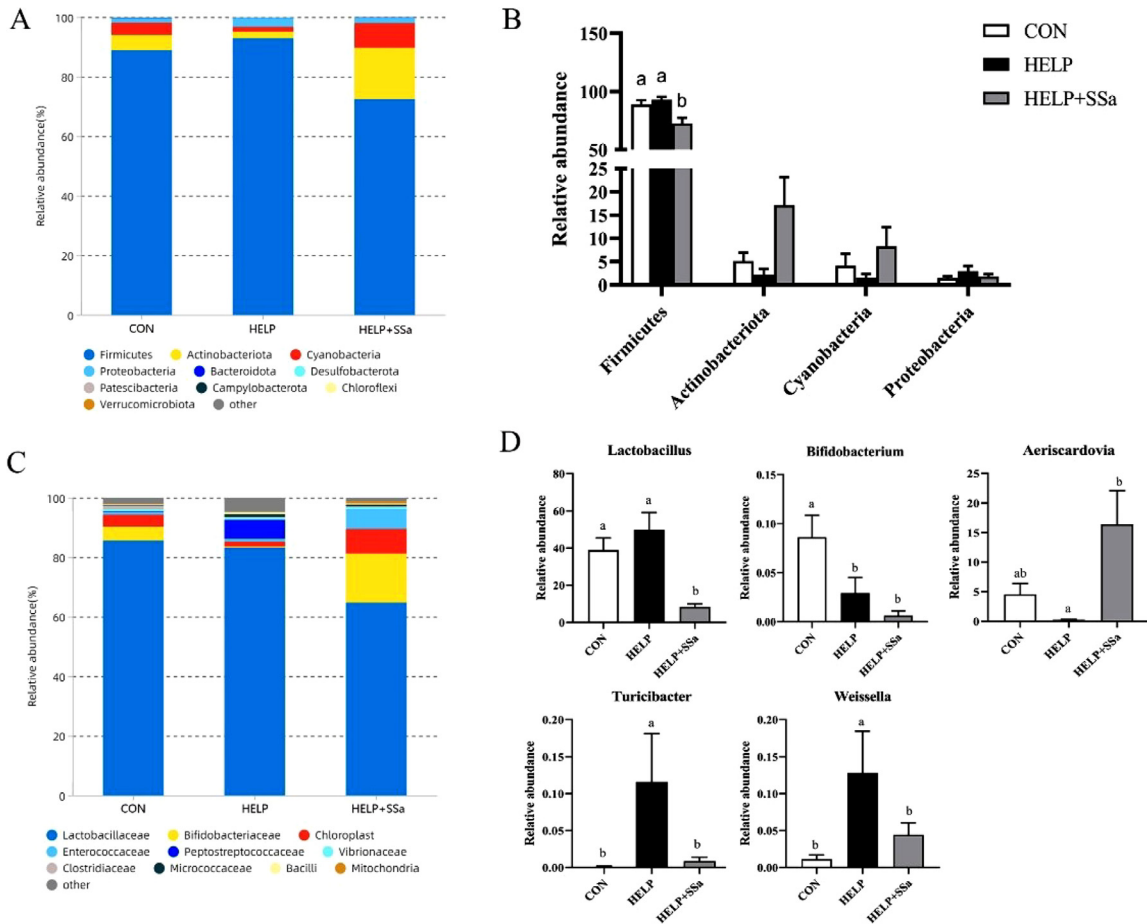 A
Relative abundance(%)
100
80
60
40
20
0
CON HELP HELP+SSa
Firmicutes Actinobacteriota Cyanobacteria
Proteobacteria Bacteroidota Desulfobacterota
Patescibacteria Campylobacterota Chloroflexi
Verrucomicrobiota other
B
Relative abundance
150
100
50
25
20
15
10
5
0
a a b
CON
HELP
HELP+SSa
Firmicutes Actinobacteriota Cyanobacteria Proteobacteria
C
Relative abundance(%)
100
80
60
40
20
0
CON HELP HELP+SSa
Lactobacillaceae Bifidobacteriaceae Chloroplast
Enterococcaceae Peptostreptococcaceae Vibrionaceae
Clostridiaceae Micrococcaceae Bacilli Mitochondria
other
D
Lactobacillus
Relative abundance
80
60
40
20
0
a a b
CON HELP HELP+SSa
Bifidobacterium
Relative abundance
0.15
0.10
0.05
0.00
a b b
CON HELP HELP+SSa
Aeriscardovia
Relative abundance
25
20
15
10
5
0
ab a b
CON HELP HELP+SSa
Turicibacter
Relative abundance
0.20
0.15
0.10
0.05
0.00
b a b
CON HELP HELP+SSa
Weissella
Relative abundance
0.20
0.15
0.10
0.05
0.00
b a b
CON HELP HELP+SSa